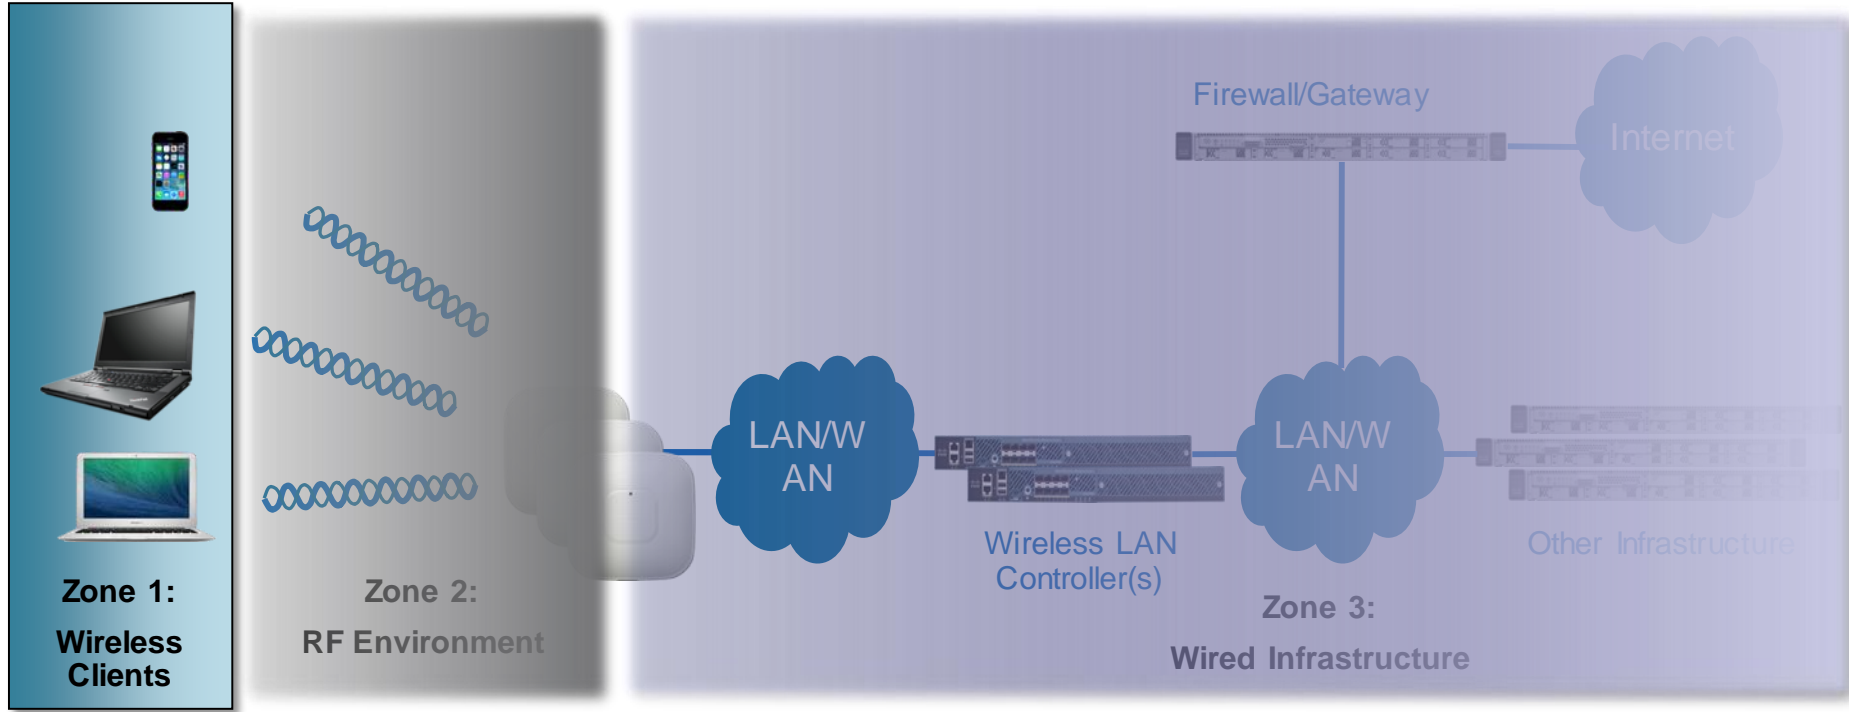 Firewall/Gateway
Internet
LAN/W
AN
LAN/W
AN
Wireless LAN
Controller(s)
Other Infrastructure
Zone 1:
Wireless
Clients
Zone 2:
RF Environment
Zone 3:
Wired Infrastructure